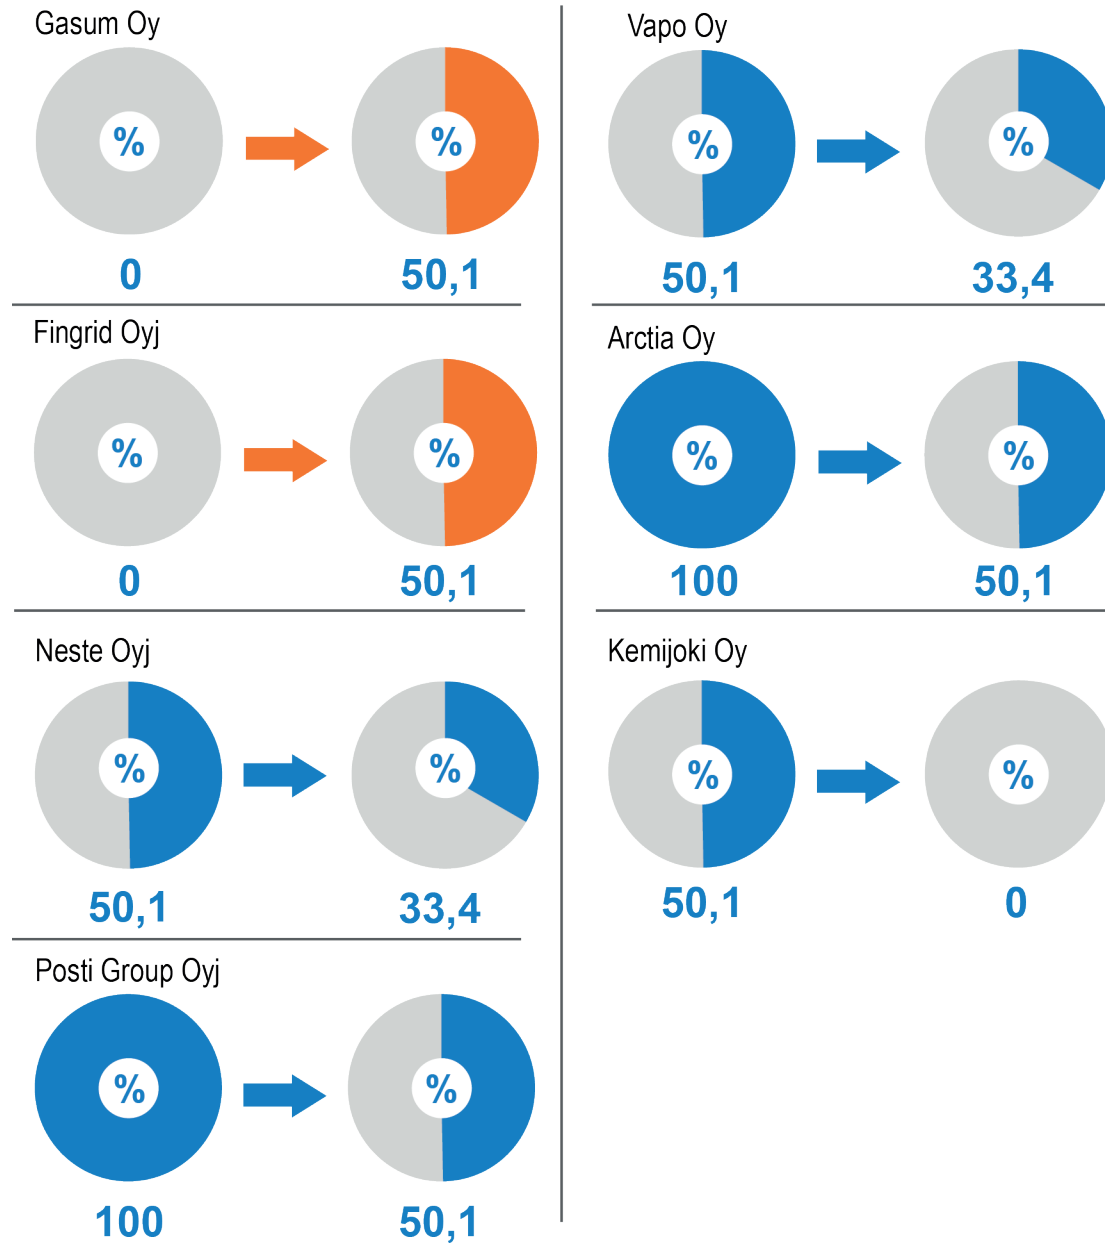 Gasum Oy
% %
0 50,1
Fingrid Oyj
% %
0 50,1
Neste Oyj
% %
50,1 33,4
Posti Group Oyj
% %
100 50,1
Vapo Oy
% %
50,1 33,4
Arctia Oy
% %
100 50,1
Kemijoki Oy
% %
50,1 0